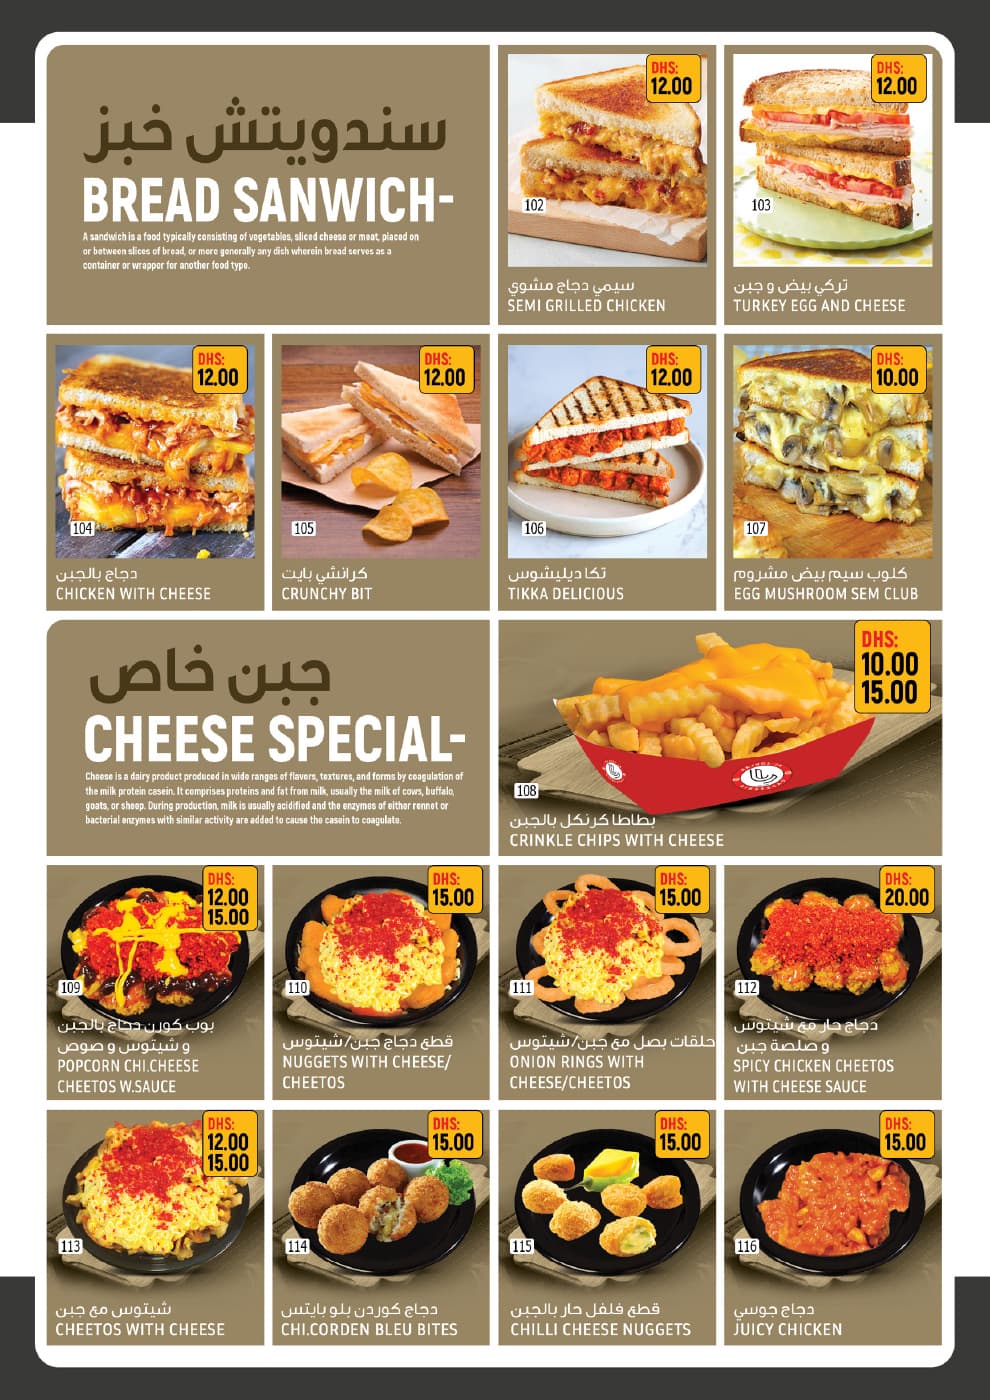 سندويتش خبز
BREAD SANWICH-
A sandwich is a food typically consisting of vegetables, sliced cheese or meat, placed on
or between slices of bread, or more generally any dish wherein bread serves as a
container or wrapper for another food type.
DHS:
12.00
102
سيمي دجاج مشوي
SEMI GRILLED CHICKEN
DHS:
12.00
103
تركي بيض و جبن
TURKEY EGG AND CHEESE
DHS:
12.00
104
دجاج بالجبن
CHICKEN WITH CHEESE
DHS:
12.00
105
كرانشي بايت
CRUNCHY BIT
DHS:
12.00
106
تكا ديليشوس
TIKKA DELICIOUS
DHS:
10.00
107
كلوب سيم بيض مشروم
EGG MUSHROOM SEM CLUB
جبن خاص
CHEESE SPECIAL-
Cheese is a dairy product produced in wide ranges of flavors, textures, and forms by coagulation of
the milk protein casein. It comprises proteins and fat from milk, usually the milk of cows, buffalo,
goats, or sheep. During production, milk is usually acidified and the enzymes of either rennet or
bacterial enzymes with similar activity are added to cause the casein to coagulate.
DHS:
10.00
15.00
108
بطاطا كرنكل بالجبن
CRINKLE CHIPS WITH CHEESE
DHS:
12.00
15.00
109
بوب كورن دجاج بالجبن
و شيتوس و صوص
POPCORN CHI.CHEESE
CHEETOS W.SAUCE
DHS:
15.00
110
قطع دجاج جبن/شيتوس
NUGGETS WITH CHEESE/
CHEETOS
DHS:
15.00
111
حلقات بصل مع جبن/شيتوس
ONION RINGS WITH
CHEESE/CHEETOS
DHS:
20.00
112
دجاج حار مع شيتوس
و صلصة جبن
SPICY CHICKEN CHEETOS
WITH CHEESE SAUCE
DHS:
12.00
15.00
113
شيتوس مع جبن
CHEETOS WITH CHEESE
DHS:
15.00
114
دجاج كوردن بلو بايتس
CHI.CORDEN BLEU BITES
DHS:
15.00
115
قطع فلفل حار بالجبن
CHILLI CHEESE NUGGETS
DHS:
15.00
116
دجاج جوسي
JUICY CHICKEN